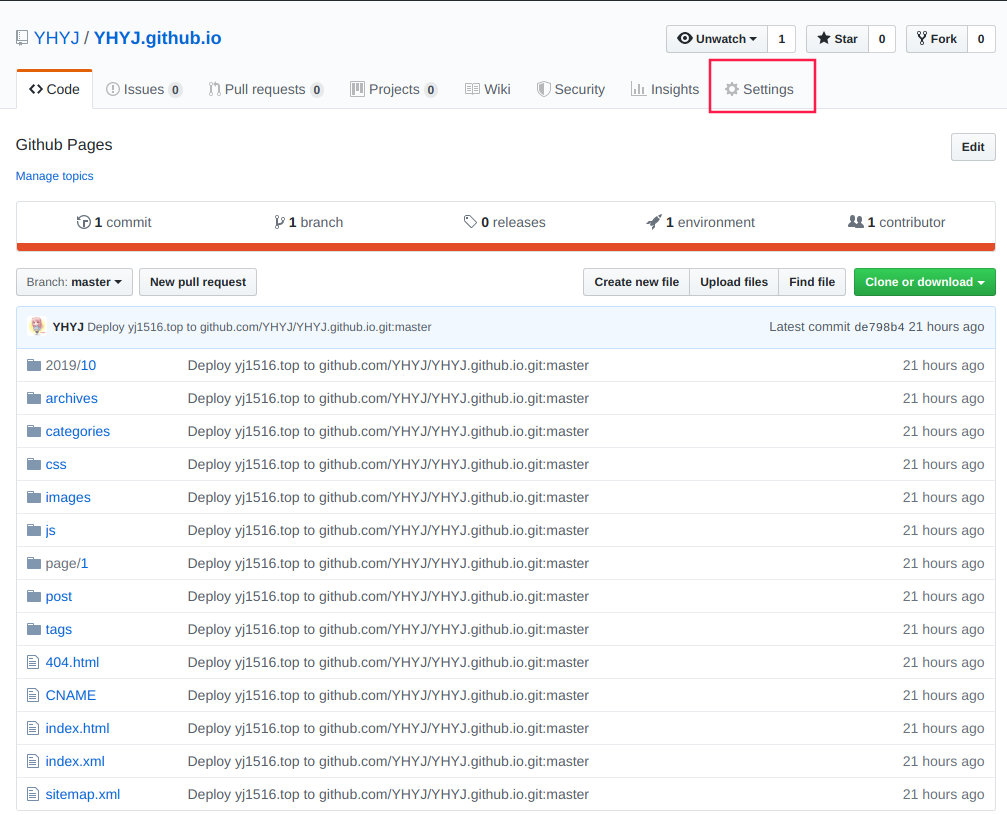 YHYJ / YHYJ.github.io Unwatch 1 Star 0 Fork 0
Code Issues 0 Pull requests 0 Projects 0 Wiki Security Insights Settings
Github Pages Edit
Manage topics
1 commit 1 branch 0 releases 1 environment 1 contributor
Branch: master New pull request Create new file Upload files Find file Clone or download
YHYJ Deploy yj1516.top to github.com/YHYJ/YHYJ.github.io.git:master Latest commit de798b4 21 hours ago
2019/10 Deploy yj1516.top to github.com/YHYJ/YHYJ.github.io.git:master 21 hours ago
archives Deploy yj1516.top to github.com/YHYJ/YHYJ.github.io.git:master 21 hours ago
categories Deploy yj1516.top to github.com/YHYJ/YHYJ.github.io.git:master 21 hours ago
css Deploy yj1516.top to github.com/YHYJ/YHYJ.github.io.git:master 21 hours ago
images Deploy yj1516.top to github.com/YHYJ/YHYJ.github.io.git:master 21 hours ago
js Deploy yj1516.top to github.com/YHYJ/YHYJ.github.io.git:master 21 hours ago
page/1 Deploy yj1516.top to github.com/YHYJ/YHYJ.github.io.git:master 21 hours ago
post Deploy yj1516.top to github.com/YHYJ/YHYJ.github.io.git:master 21 hours ago
tags Deploy yj1516.top to github.com/YHYJ/YHYJ.github.io.git:master 21 hours ago
404.html Deploy yj1516.top to github.com/YHYJ/YHYJ.github.io.git:master 21 hours ago
CNAME Deploy yj1516.top to github.com/YHYJ/YHYJ.github.io.git:master 21 hours ago
index.html Deploy yj1516.top to github.com/YHYJ/YHYJ.github.io.git:master 21 hours ago
index.xml Deploy yj1516.top to github.com/YHYJ/YHYJ.github.io.git:master 21 hours ago
sitemap.xml Deploy yj1516.top to github.com/YHYJ/YHYJ.github.io.git:master 21 hours ago